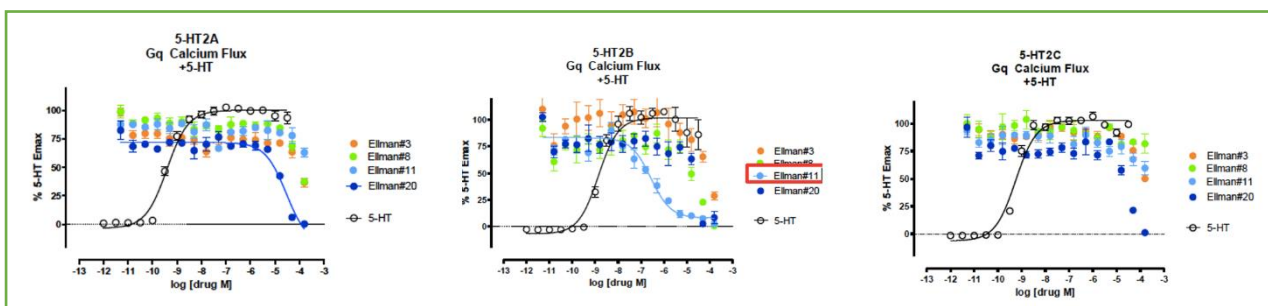 5-HT2A
Gq Calcium Flux
+5-HT
% 5-HT Emax
100
75
50
25
0
-13 -12 -11 -10 -9 -8 -7 -6 -5 -4 -3
log [drug M]
Ellman#3
Ellman#8
Ellman#11
Ellman#20
5-HT
5-HT2B
Gq Calcium Flux
+5-HT
% 5-HT Emax
100
75
50
25
0
-13 -12 -11 -10 -9 -8 -7 -6 -5 -4 -3
log [drug M]
Ellman#3
Ellman#8
Ellman#11
Ellman#20
5-HT
5-HT2C
Gq Calcium Flux
+5-HT
% 5-HT Emax
100
75
50
25
0
-13 -12 -11 -10 -9 -8 -7 -6 -5 -4 -3
log [drug M]
Ellman#3
Ellman#8
Ellman#11
Ellman#20
5-HT